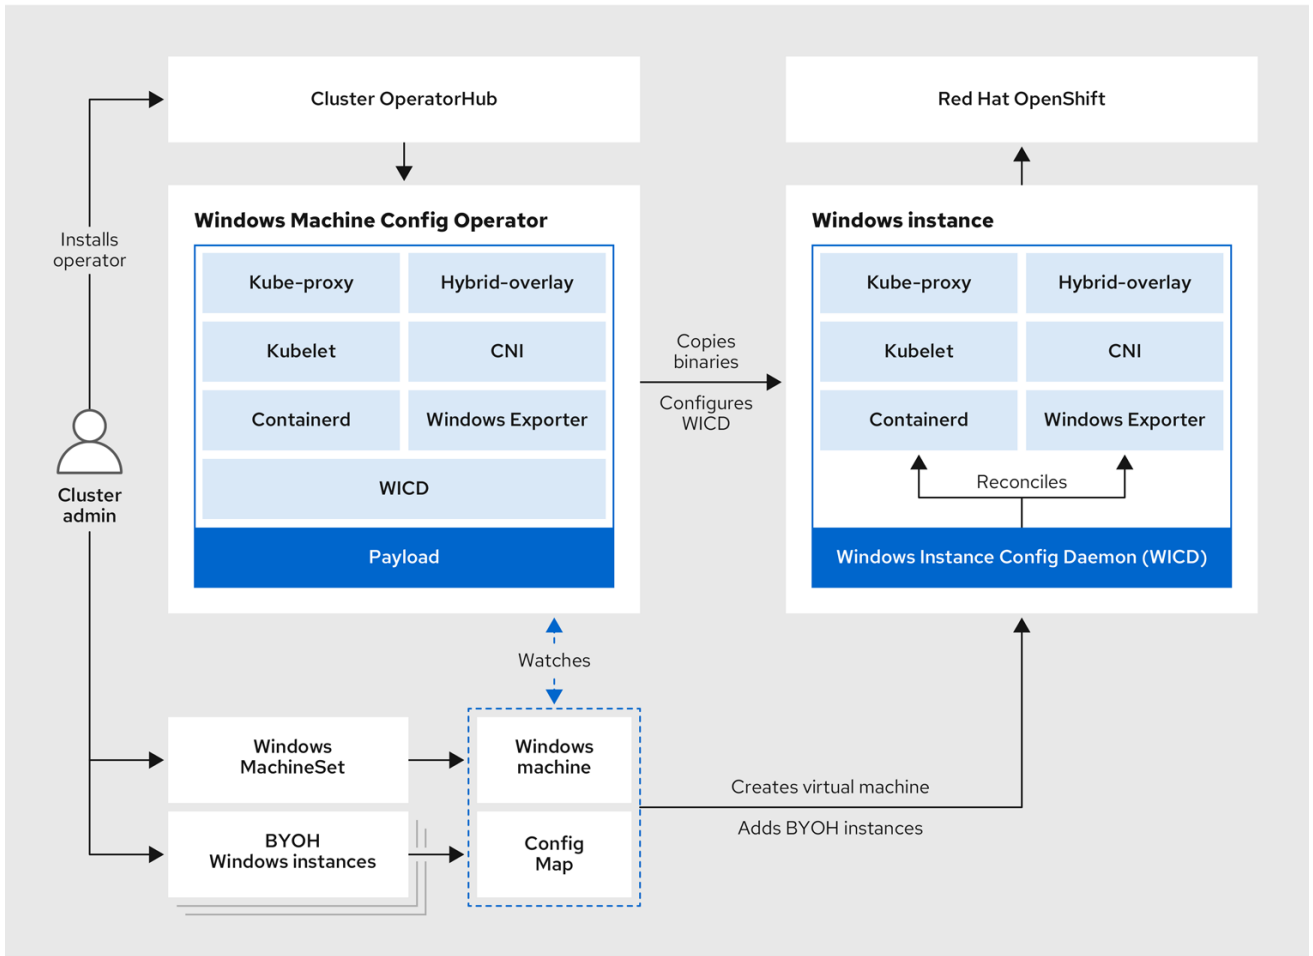 Cluster OperatorHub
Red Hat OpenShift
Installs
operator
Windows Machine Config Operator
Kube-proxy
Hybrid-overlay
Kubelet
CNI
Containerd
Windows Exporter
WICD
Payload
Copies
binaries
Configures
WICD
Windows instance
Kube-proxy
Hybrid-overlay
Kubelet
CNI
Containerd
Windows Exporter
Reconciles
Windows Instance Config Daemon (WICD)
Cluster
admin
Watches
Windows
MachineSet
Windows
machine
BYOH
Windows instances
Config
Map
Creates virtual machine
Adds BYOH instances